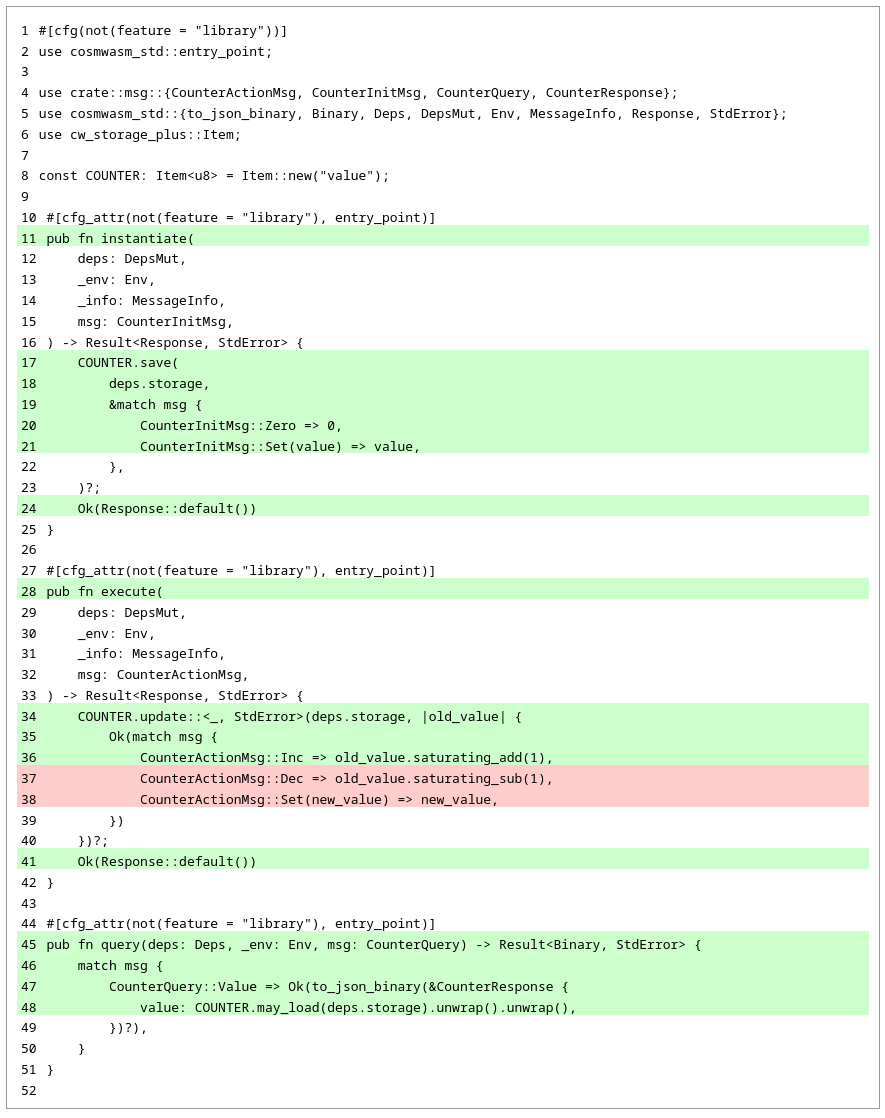 1 #[cfg(not(feature = "library"))]
2 use cosmwasm_std::entry_point;
3
4 use crate::msg::{CounterActionMsg, CounterInitMsg, CounterQuery, CounterResponse};
5 use cosmwasm_std::{to_json_binary, Binary, Deps, DepsMut, Env, MessageInfo, Response, StdError};
6 use cw_storage_plus::Item;
7
8 const COUNTER: Item<u8> = Item::new("value");
9
10 #[cfg_attr(not(feature = "library"), entry_point)]
11 pub fn instantiate(
12     deps: DepsMut,
13     _env: Env,
14     _info: MessageInfo,
15     msg: CounterInitMsg,
16 ) -> Result<Response, StdError> {
17     COUNTER.save(
18         deps.storage,
19         &match msg {
20             CounterInitMsg::Zero => 0,
21             CounterInitMsg::Set(value) => value,
22         },
23     )?;
24     Ok(Response::default())
25 }
26
27 #[cfg_attr(not(feature = "library"), entry_point)]
28 pub fn execute(
29     deps: DepsMut,
30     _env: Env,
31     _info: MessageInfo,
32     msg: CounterActionMsg,
33 ) -> Result<Response, StdError> {
34     COUNTER.update::<_, StdError>(deps.storage, |old_value| {
35         Ok(match msg {
36             CounterActionMsg::Inc => old_value.saturating_add(1),
37             CounterActionMsg::Dec => old_value.saturating_sub(1),
38             CounterActionMsg::Set(new_value) => new_value,
39         })
40     })?;
41     Ok(Response::default())
42 }
43
44 #[cfg_attr(not(feature = "library"), entry_point)]
45 pub fn query(deps: Deps, _env: Env, msg: CounterQuery) -> Result<Binary, StdError> {
46     match msg {
47         CounterQuery::Value => Ok(to_json_binary(&CounterResponse {
48             value: COUNTER.may_load(deps.storage).unwrap().unwrap(),
49         })?),
50     }
51 }
52